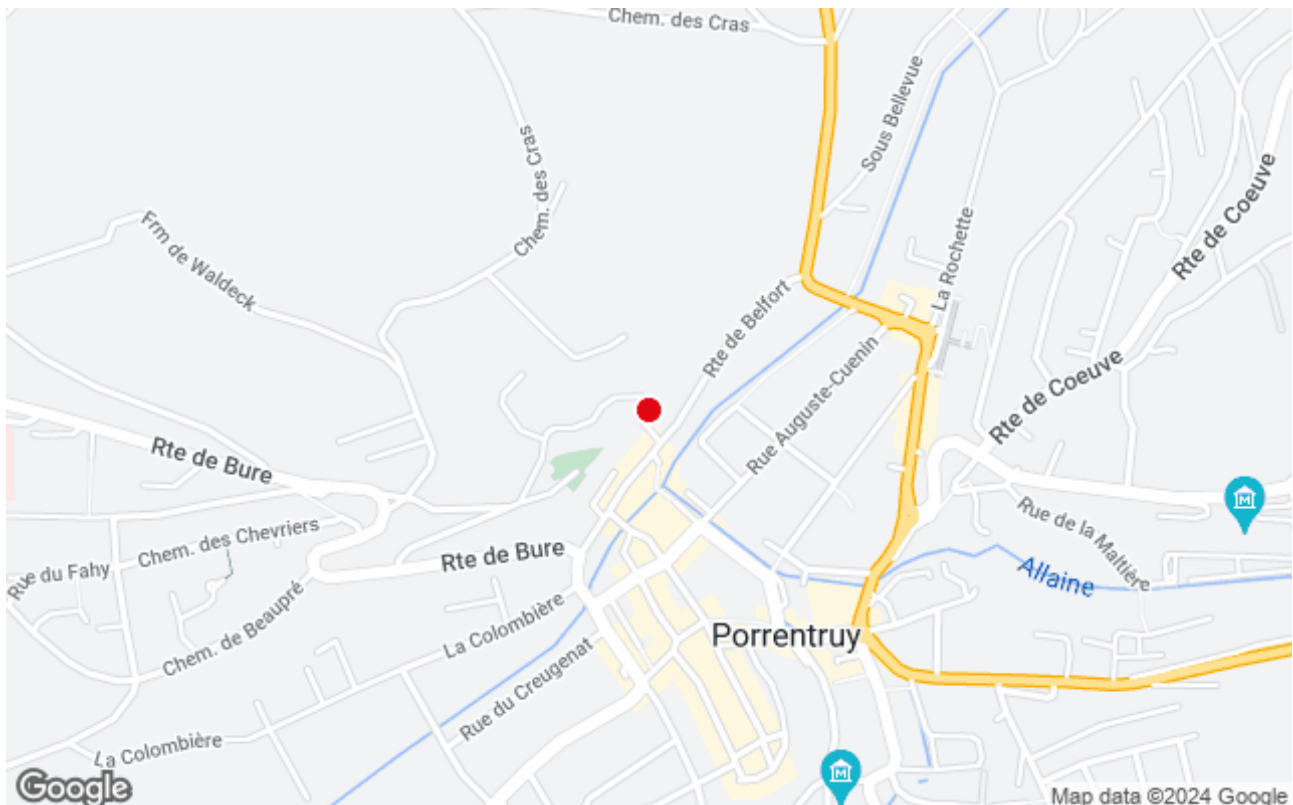 Chem. des Cras
Sous Bellevue
Chem. des Cras
Rte de Coeuve
Frm de Waldeck
La Rochette
Rte de Belfort
Rue Auguste-Cuenin
Rte de Coeuve
Rte de Bure
Rue de la Maltière
Chem. des Chevriers
Rte de Bure
Rue du Fahy
Allaine
La Colombière
Chem. de Beaupré
Porrentruy
Rue du Creugenat
La Colombière
M
M
Google
Map data ©2024 Google